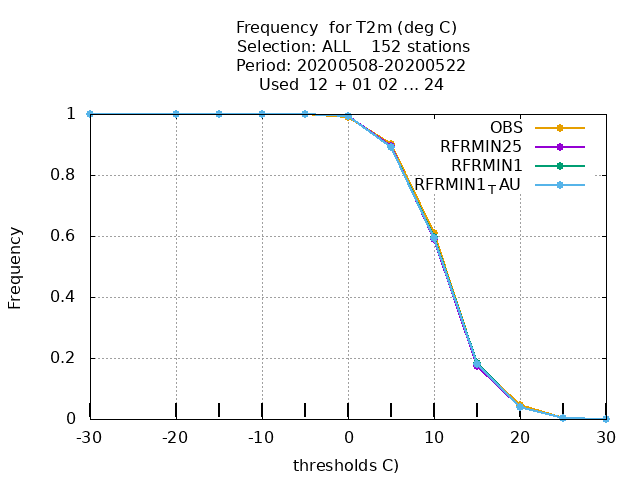 Frequency  for T2m (deg C)
Selection: ALL    152 stations
Period: 20200508-20200522
Used  12 + 01 02 ... 24
OBS
RFRMIN25
RFRMIN1
RFRMIN1TAU
1
0.8
0.6
0.4
0.2
0
Frequency
-30
-20
-10
0
10
20
30
thresholds C)